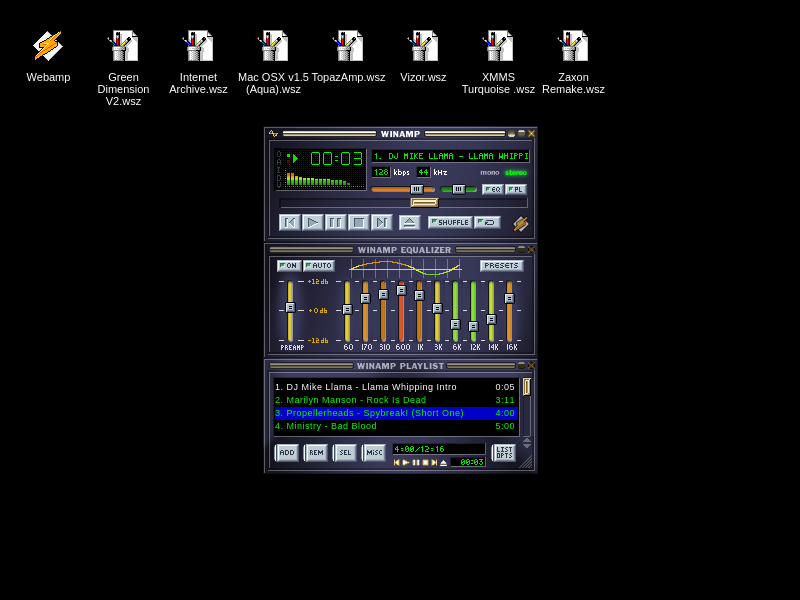 Webamp
Green Dimension V2.wsz
Internet Archive.wsz
Mac OSX v1.5 (Aqua).wsz
TopazAmp.wsz
Vizor.wsz
XMMS Turquoise .wsz
Zaxon Remake.wsz
WINAMP
O
A
I
D
V
00:03
1. DJ MIKE LLAMA - LLAMA WHIPPI
128 kbps 44 kHz mono stereo
EQ PL
SHUFFLE
WINAMP EQUALIZER
ON AUTO PRESETS
+12 db
+0 db
-12 db
PREAMP 60 170 310 600 1K 3K 6K 12K 14K 16K
WINAMP PLAYLIST
1. DJ Mike Llama - Llama Whipping Intro 0:05
2. Marilyn Manson - Rock Is Dead 3:11
3. Propellerheads - Spybreak! (Short One) 4:00
4. Ministry - Bad Blood 5:00
ADD REM SEL MISC 4:00/12:16 LIST OPTS
00:03